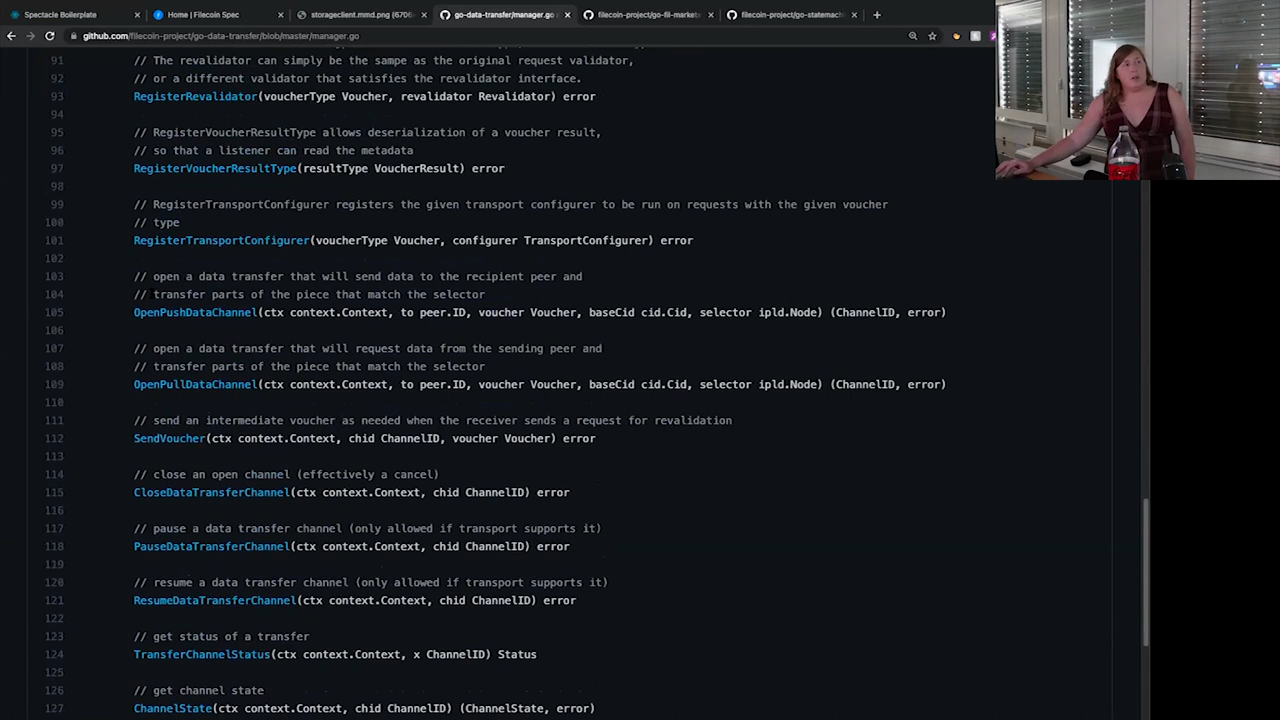 Spectacle Boilerplate
Home | Filecoin Spec
storageclient.mmd.png (6706
go-data-transfer/manager.go
filecoin-project/go-fil-market
filecoin-project/go-statemach
github.com/filecoin-project/go-data-transfer/blob/master/manager.go
91 // The revalidator can simply be the sampe as the original request validator,
92 // or a different validator that satisfies the revalidator interface.
93 RegisterRevalidator(voucherType Voucher, revalidator Revalidator) error
94
95 // RegisterVoucherResultType allows deserialization of a voucher result,
96 // so that a listener can read the metadata
97 RegisterVoucherResultType(resultType VoucherResult) error
98
99 // RegisterTransportConfigurer registers the given transport configurer to be run on requests with the given voucher
100 // type
101 RegisterTransportConfigurer(voucherType Voucher, configurer TransportConfigurer) error
102
103 // open a data transfer that will send data to the recipient peer and
104 // transfer parts of the piece that match the selector
105 OpenPushDataChannel(ctx context.Context, to peer.ID, voucher Voucher, baseCid cid.Cid, selector ipld.Node) (ChannelID, error)
106
107 // open a data transfer that will request data from the sending peer and
108 // transfer parts of the piece that match the selector
109 OpenPullDataChannel(ctx context.Context, to peer.ID, voucher Voucher, baseCid cid.Cid, selector ipld.Node) (ChannelID, error)
110
111 // send an intermediate voucher as needed when the receiver sends a request for revalidation
112 SendVoucher(ctx context.Context, chid ChannelID, voucher Voucher) error
113
114 // close an open channel (effectively a cancel)
115 CloseDataTransferChannel(ctx context.Context, chid ChannelID) error
116
117 // pause a data transfer channel (only allowed if transport supports it)
118 PauseDataTransferChannel(ctx context.Context, chid ChannelID) error
119
120 // resume a data transfer channel (only allowed if transport supports it)
121 ResumeDataTransferChannel(ctx context.Context, chid ChannelID) error
122
123 // get status of a transfer
124 TransferChannelStatus(ctx context.Context, x ChannelID) Status
125
126 // get channel state
127 ChannelState(ctx context.Context, chid ChannelID) (ChannelState, error)